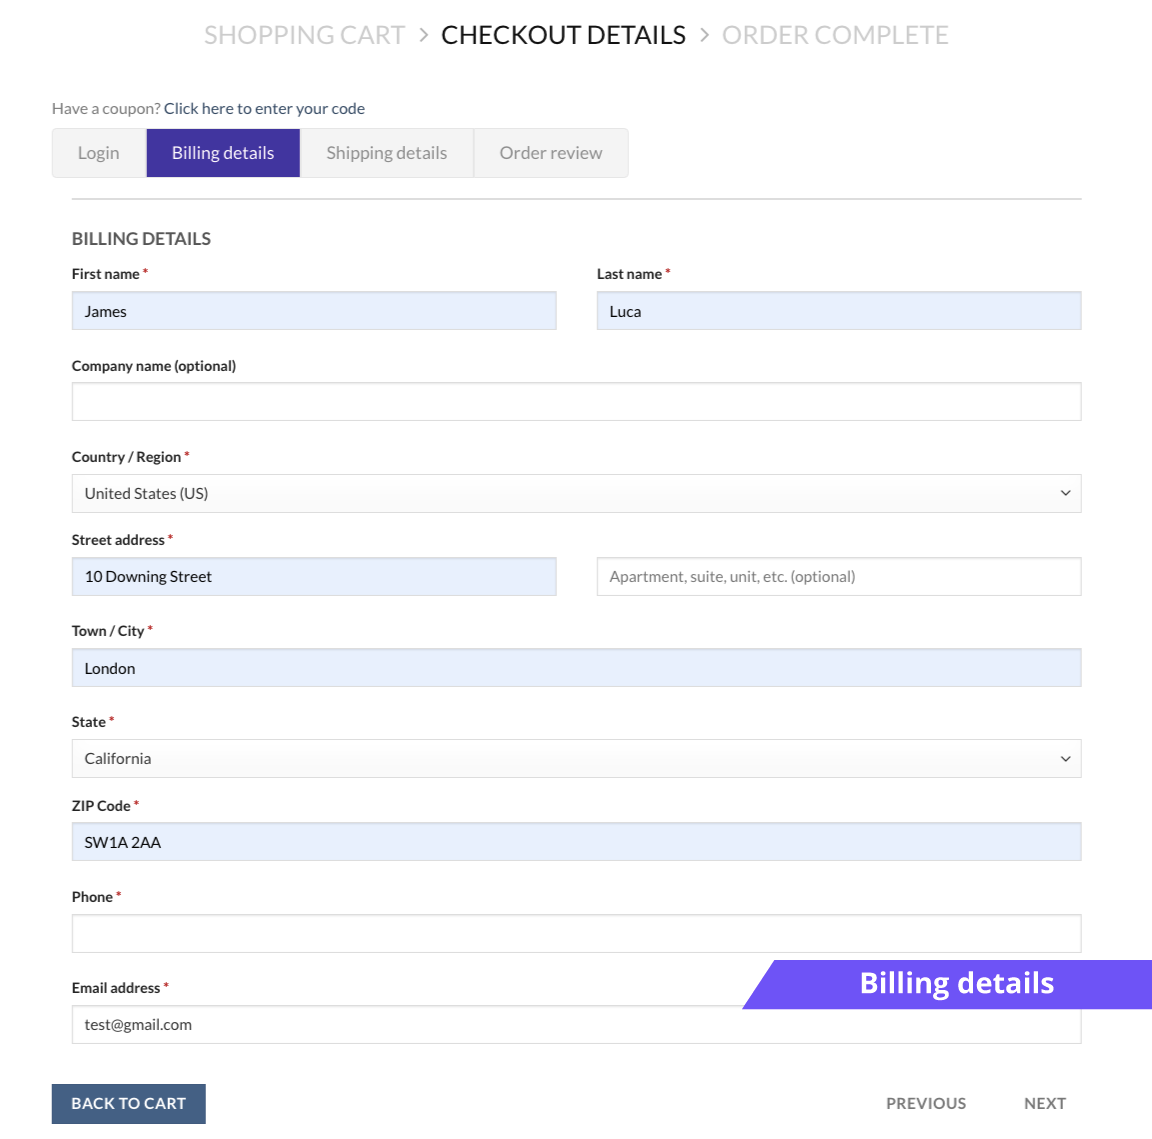 SHOPPING CART > CHECKOUT DETAILS > ORDER COMPLETE
Have a coupon? Click here to enter your code
Login Billing details Shipping details Order review
BILLING DETAILS
First name * Last name *
James Luca
Company name (optional)
Country / Region *
United States (US)
Street address *
10 Downing Street Apartment, suite, unit, etc. (optional)
Town / City *
London
State *
California
ZIP Code *
SW1A 2AA
Phone *
Billing details
Email address *
test@gmail.com
BACK TO CART PREVIOUS NEXT